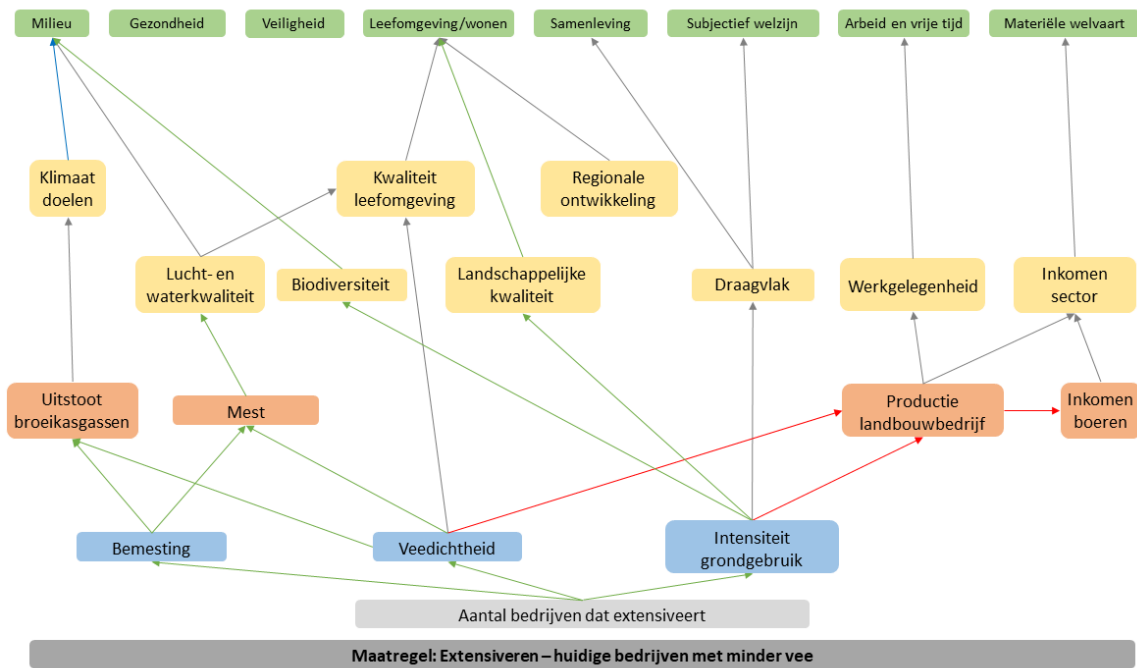 Milieu
Gezondheid
Veiligheid
Leefomgeving/wonen
Samenleving
Subjectief welzijn
Arbeid en vrije tijd
Materiële welvaart
Klimaat
doelen
Kwaliteit
leefomgeving
Regionale
ontwikkeling
Lucht- en
waterkwaliteit
Biodiversiteit
Landschappelijke
kwaliteit
Draagvlak
Werkgelegenheid
Inkomen
sector
Uitstoot
broeikasgassen
Mest
Productie
landbouwbedrijf
Inkomen
boeren
Bemesting
Veedichtheid
Intensiteit
grondgebruik
Aantal bedrijven dat extensiveert
Maatregel: Extensiveren – huidige bedrijven met minder vee